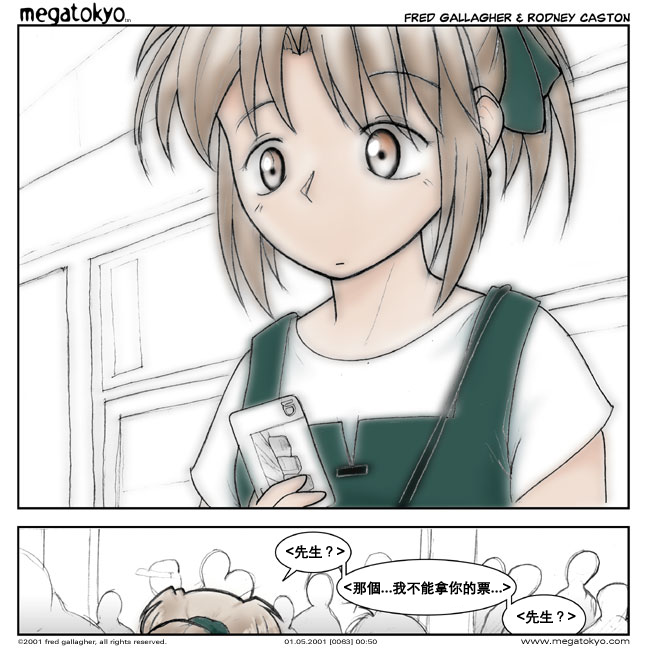 megatokyo™
FRED GALLAGHER & RODNEY CASTON
<先生？>
<那個...我不能拿你的票...>
<先生？>
©2001 fred gallagher, all rights reserved.
01.05.2001 [0063] 00:50
www.megatokyo.com